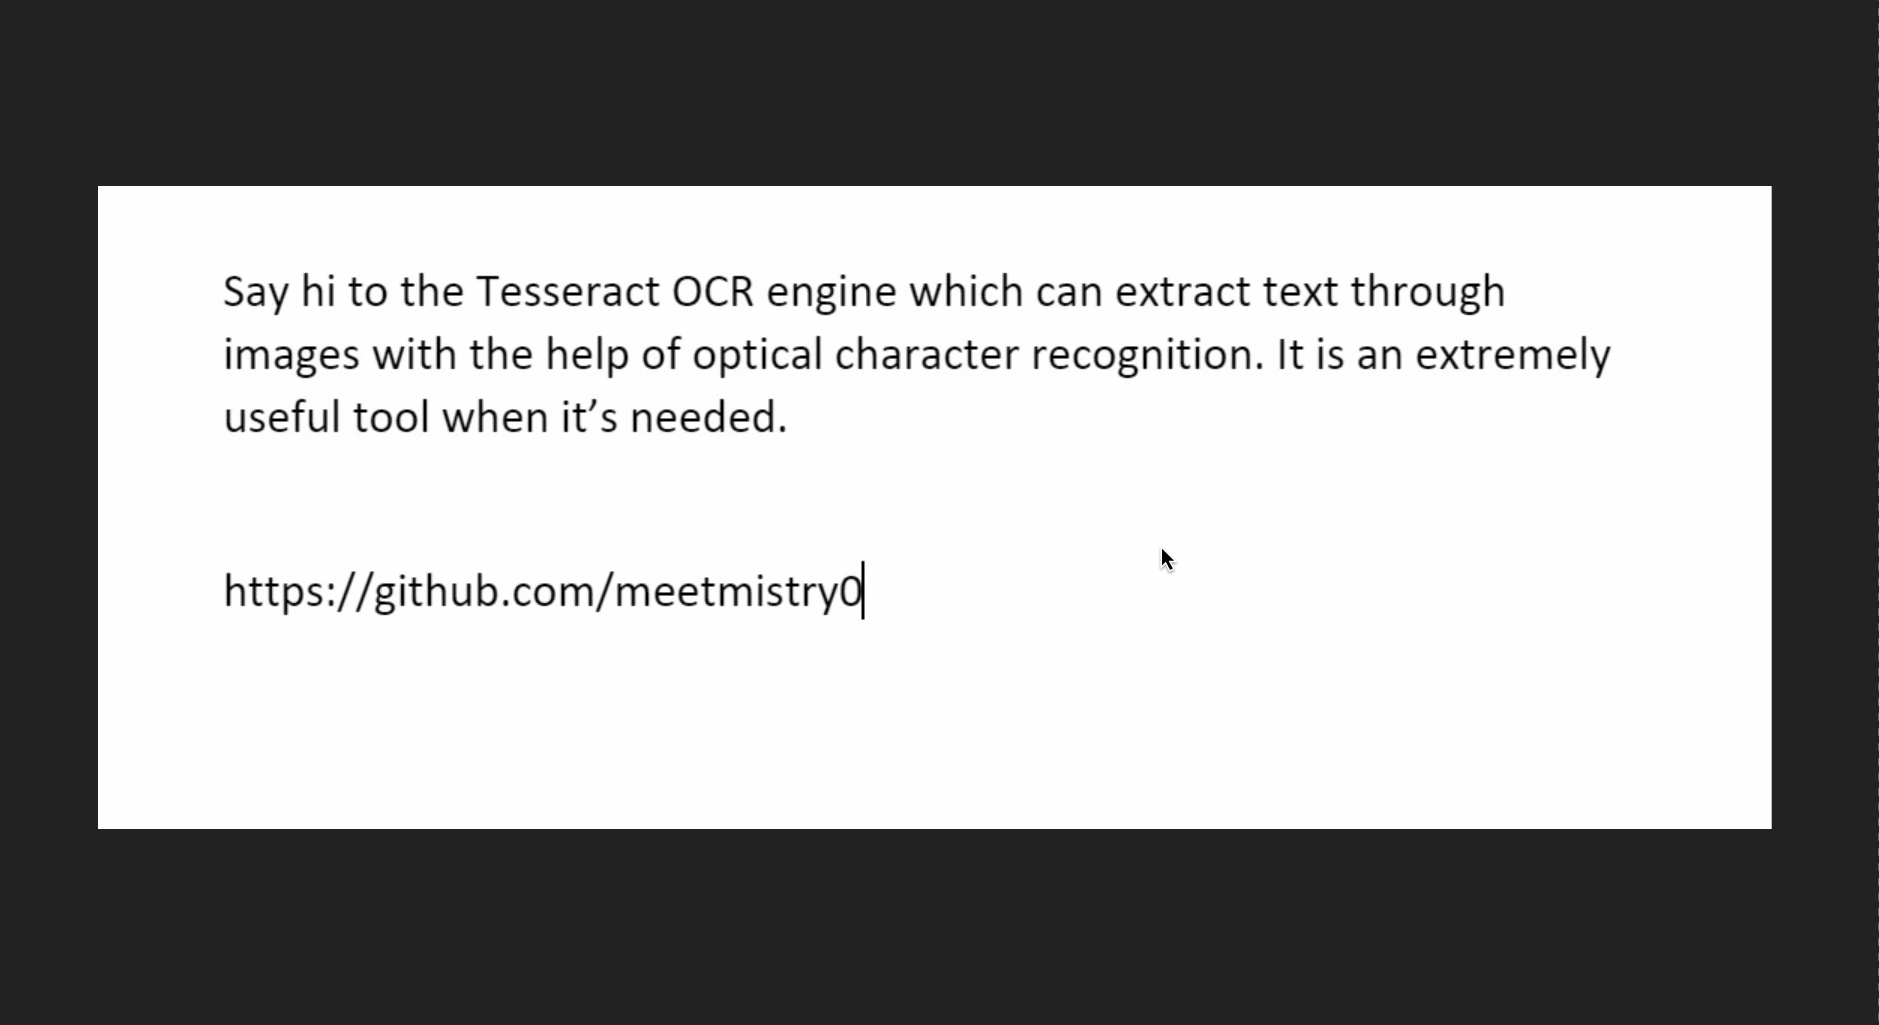 Say hi to the Tesseract OCR engine which can extract text through
images with the help of optical character recognition. It is an extremely
useful tool when it’s needed.
https://github.com/meetmistry0